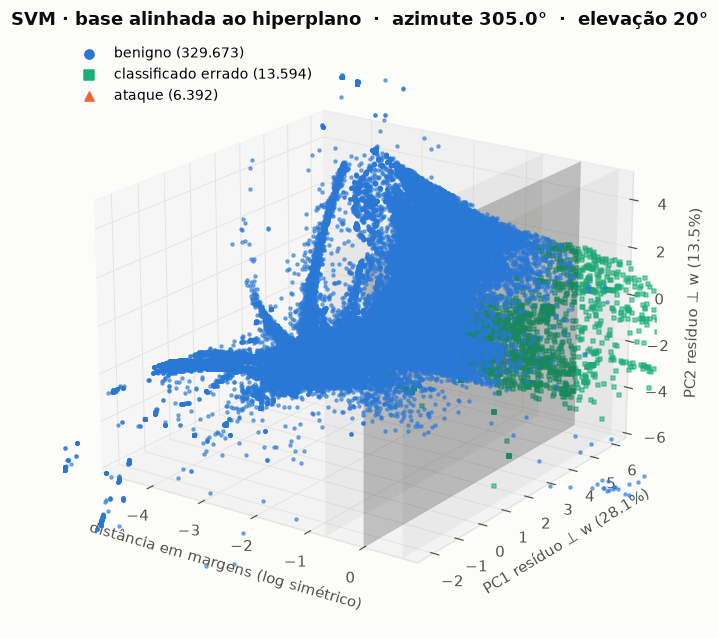 SVM · base alinhada ao hiperplano · azimute 305.0° · elevação 20°
benigno (329.673)
classificado errado (13.594)
ataque (6.392)
4
2
0
−2
−4
−6
PC2 resíduo ⊥ w (13.5%)
−4
−3
−2
−1
0
distância em margens (log simétrico)
−2
−1
0
1
2
3
4
5
6
PC1 resíduo ⊥ w (28.1%)